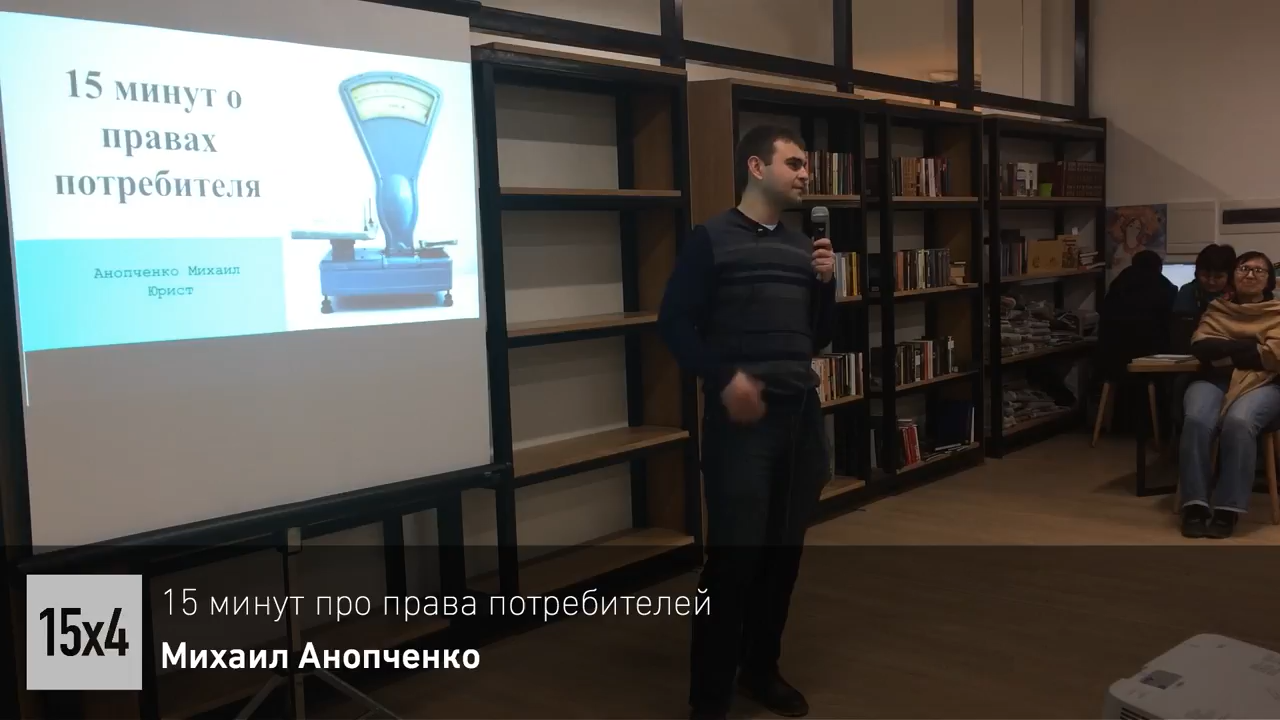 15 минут о
правах
потребителя
Анопченко Михаил
Юрист
15x4
15 минут про права потребителей
Михаил Анопченко